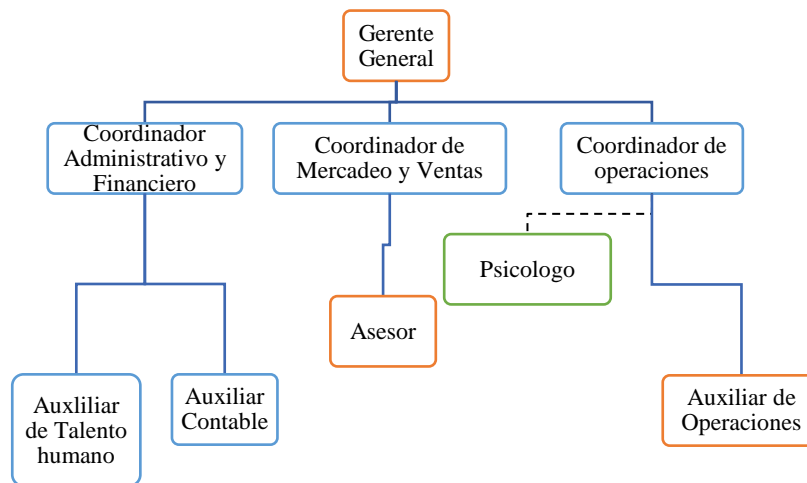 Gerente
General
Coordinador
Administrativo y
Financiero
Coordinador de
Mercadeo y Ventas
Coordinador de
operaciones
Psicologo
Asesor
Auxliliar
de Talento
humano
Auxiliar
Contable
Auxiliar de
Operaciones